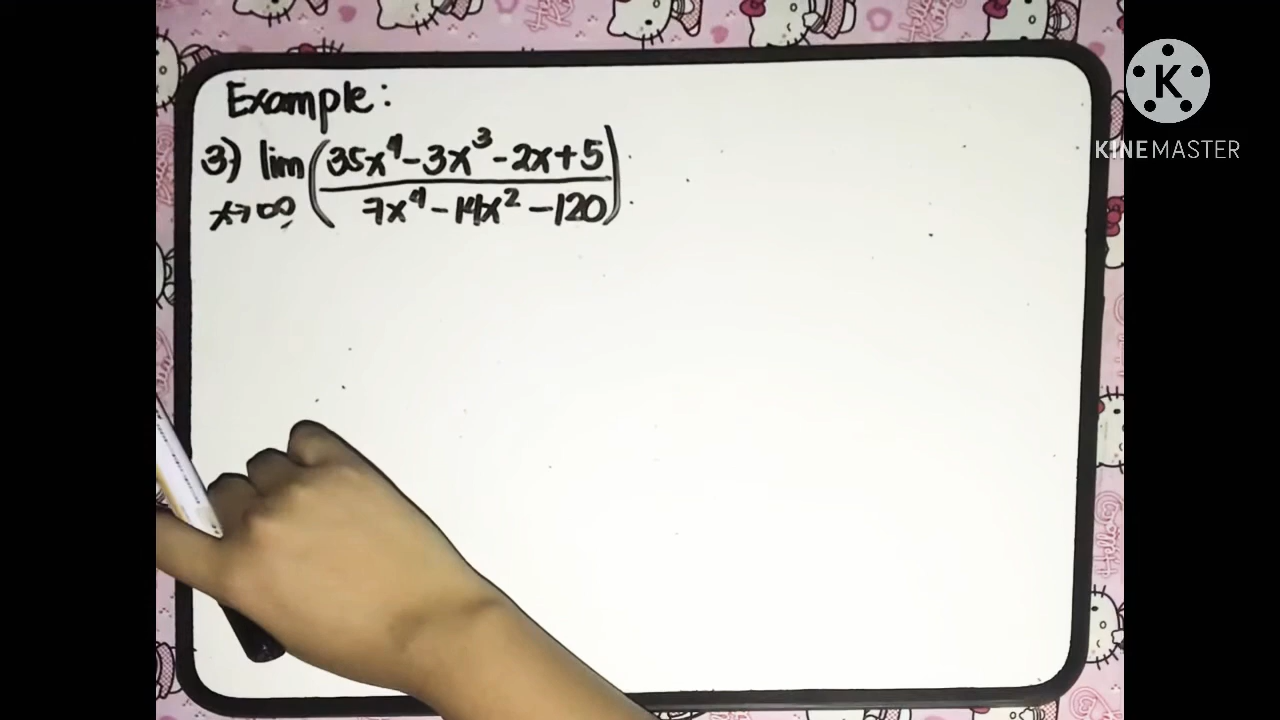 Example:
3) lim (35x⁴-3x³-2x+5
x→∞ 7x⁴-14x²-120)
K
KINEMASTER